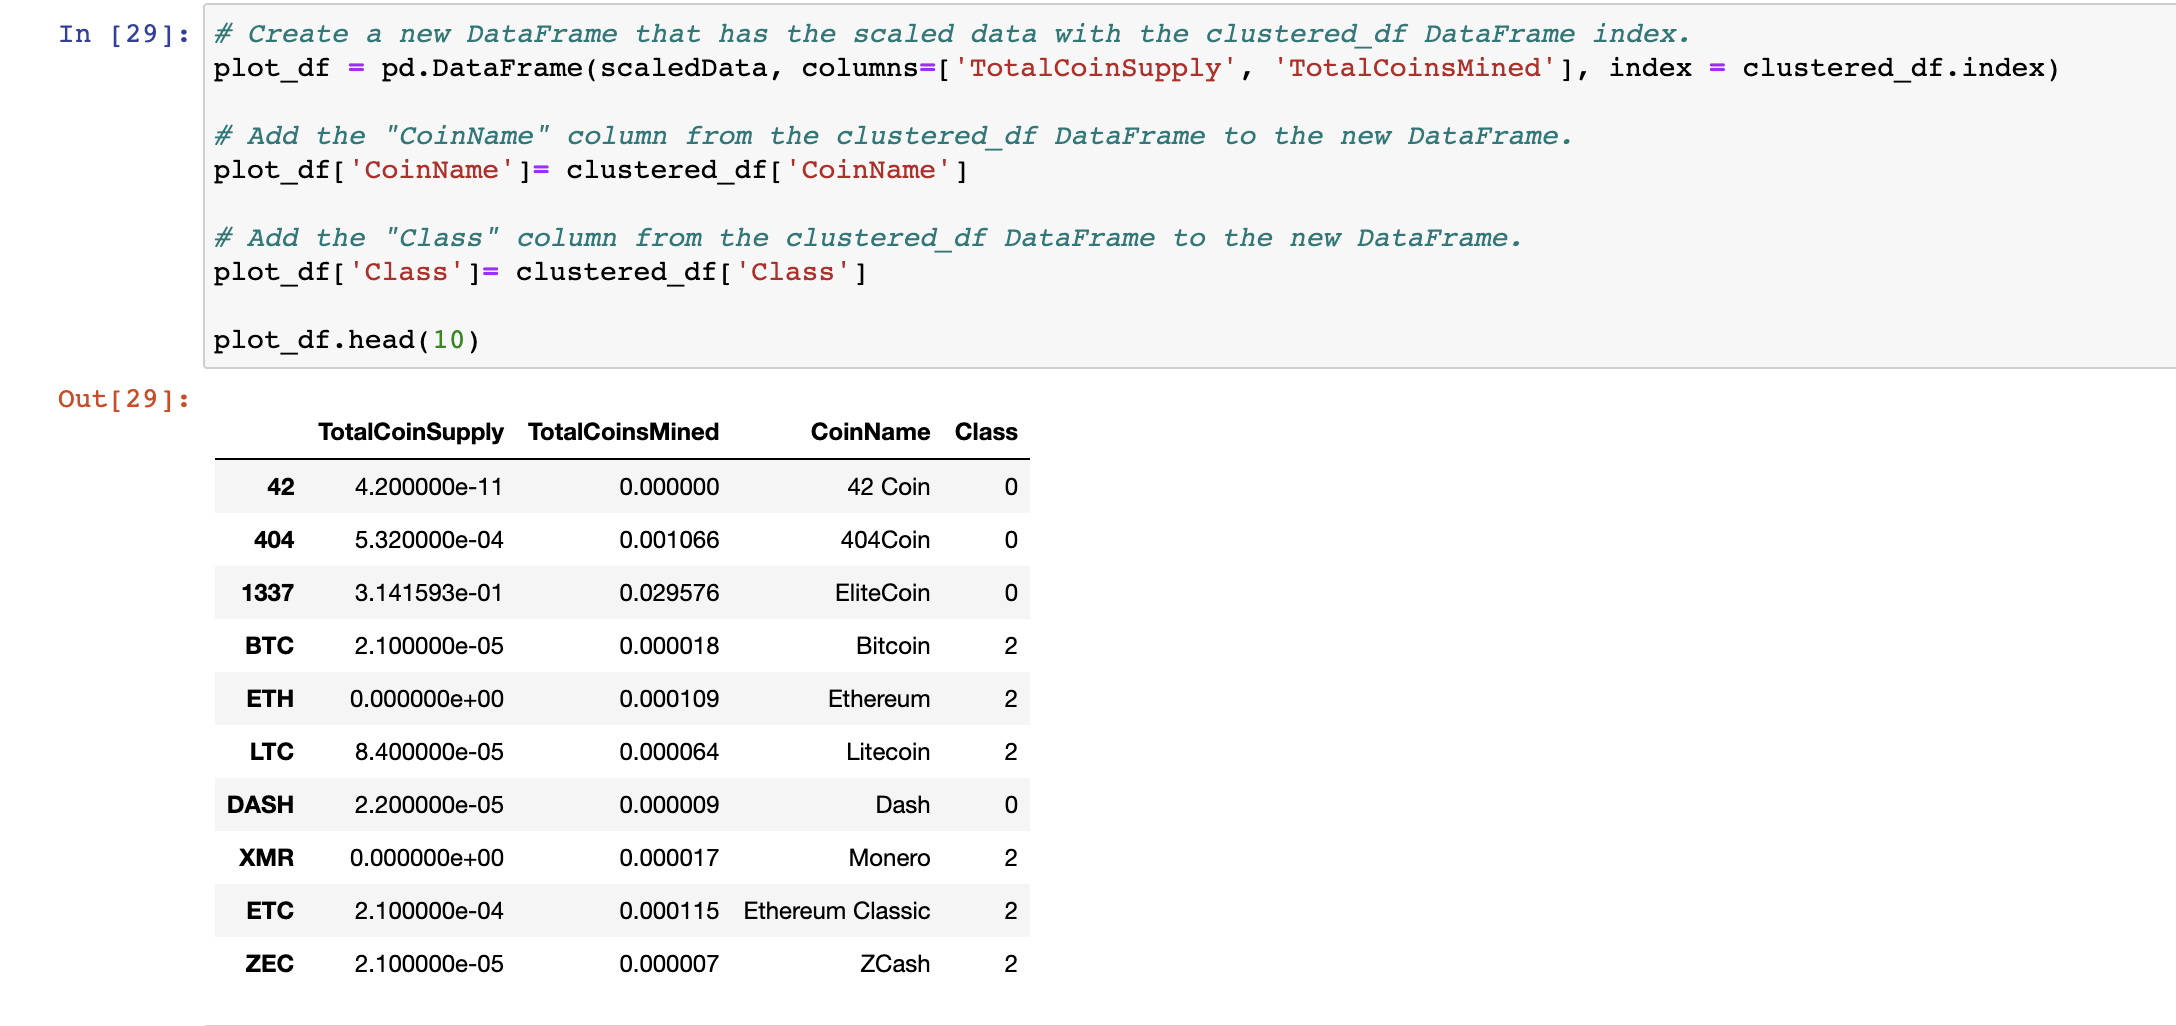 In [29]: # Create a new DataFrame that has the scaled data with the clustered_df DataFrame index.
plot_df = pd.DataFrame(scaledData, columns=['TotalCoinSupply', 'TotalCoinsMined'], index = clustered_df.index)
# Add the "CoinName" column from the clustered_df DataFrame to the new DataFrame.
plot_df['CoinName']= clustered_df['CoinName']
# Add the "Class" column from the clustered_df DataFrame to the new DataFrame.
plot_df['Class']= clustered_df['Class']
plot_df.head(10)
Out[29]:
TotalCoinSupply TotalCoinsMined CoinName Class
42 4.200000e-11 0.000000 42 Coin 0
404 5.320000e-04 0.001066 404Coin 0
1337 3.141593e-01 0.029576 EliteCoin 0
BTC 2.100000e-05 0.000018 Bitcoin 2
ETH 0.000000e+00 0.000109 Ethereum 2
LTC 8.400000e-05 0.000064 Litecoin 2
DASH 2.200000e-05 0.000009 Dash 0
XMR 0.000000e+00 0.000017 Monero 2
ETC 2.100000e-04 0.000115 Ethereum Classic 2
ZEC 2.100000e-05 0.000007 ZCash 2